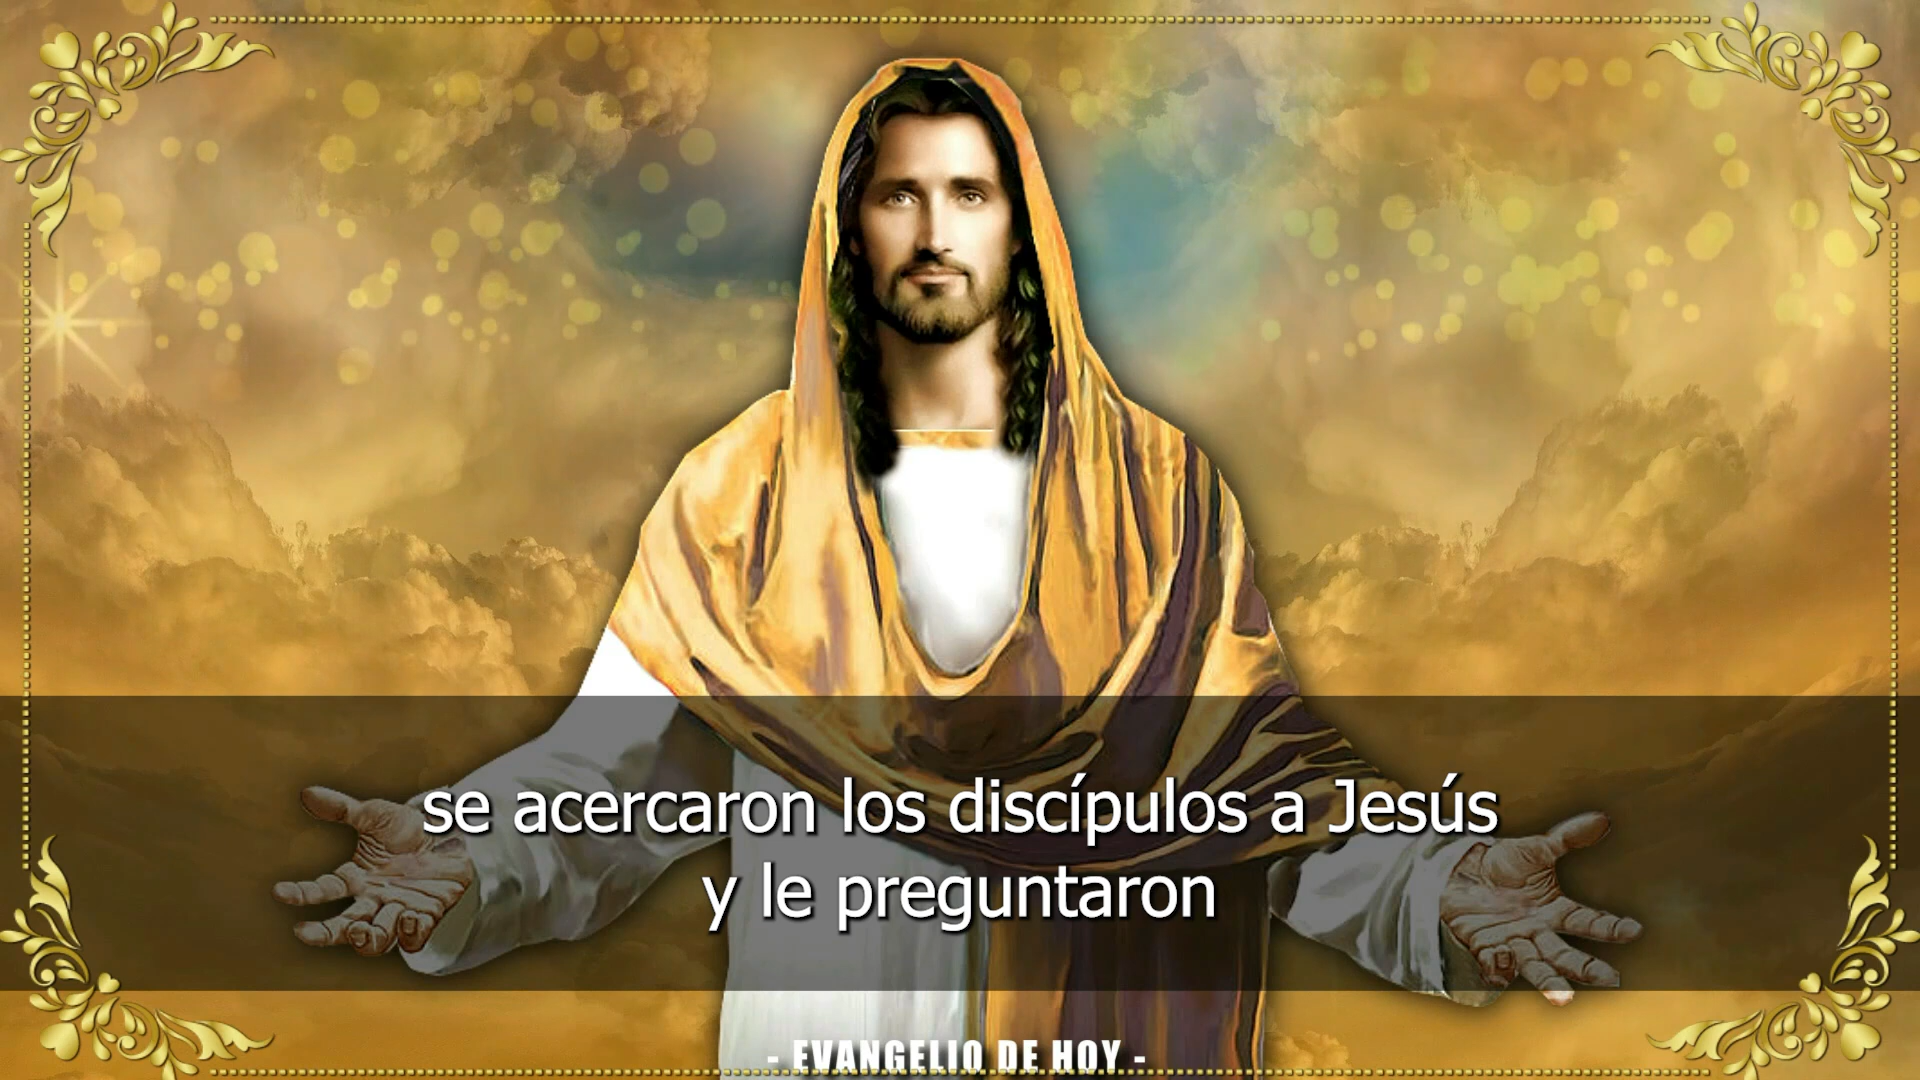 se acercaron los discípulos a Jesús
y le preguntaron
- EVANGELIO DE HOY -